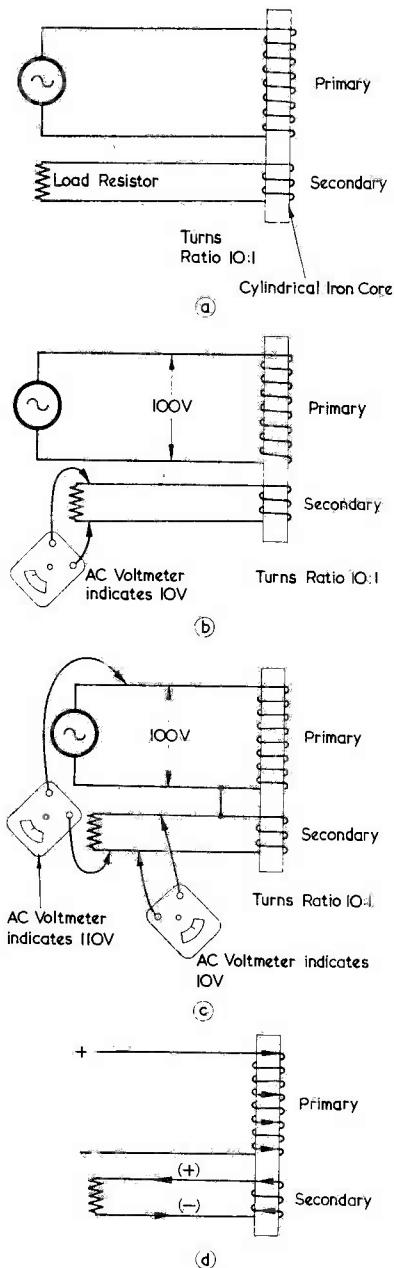 Primary
Load Resistor
Secondary
Turns
Ratio 10:1
Cylindrical Iron Core
a
100V
Primary
Secondary
AC Voltmeter
indicates 10V
Turns Ratio 10:1
b
100V
Primary
Secondary
AC Voltmeter
indicates 110V
Turns Ratio 10:1.
AC Voltmeter indicates
10V
c
+
Primary
(+)
(-)
Secondary
-
d